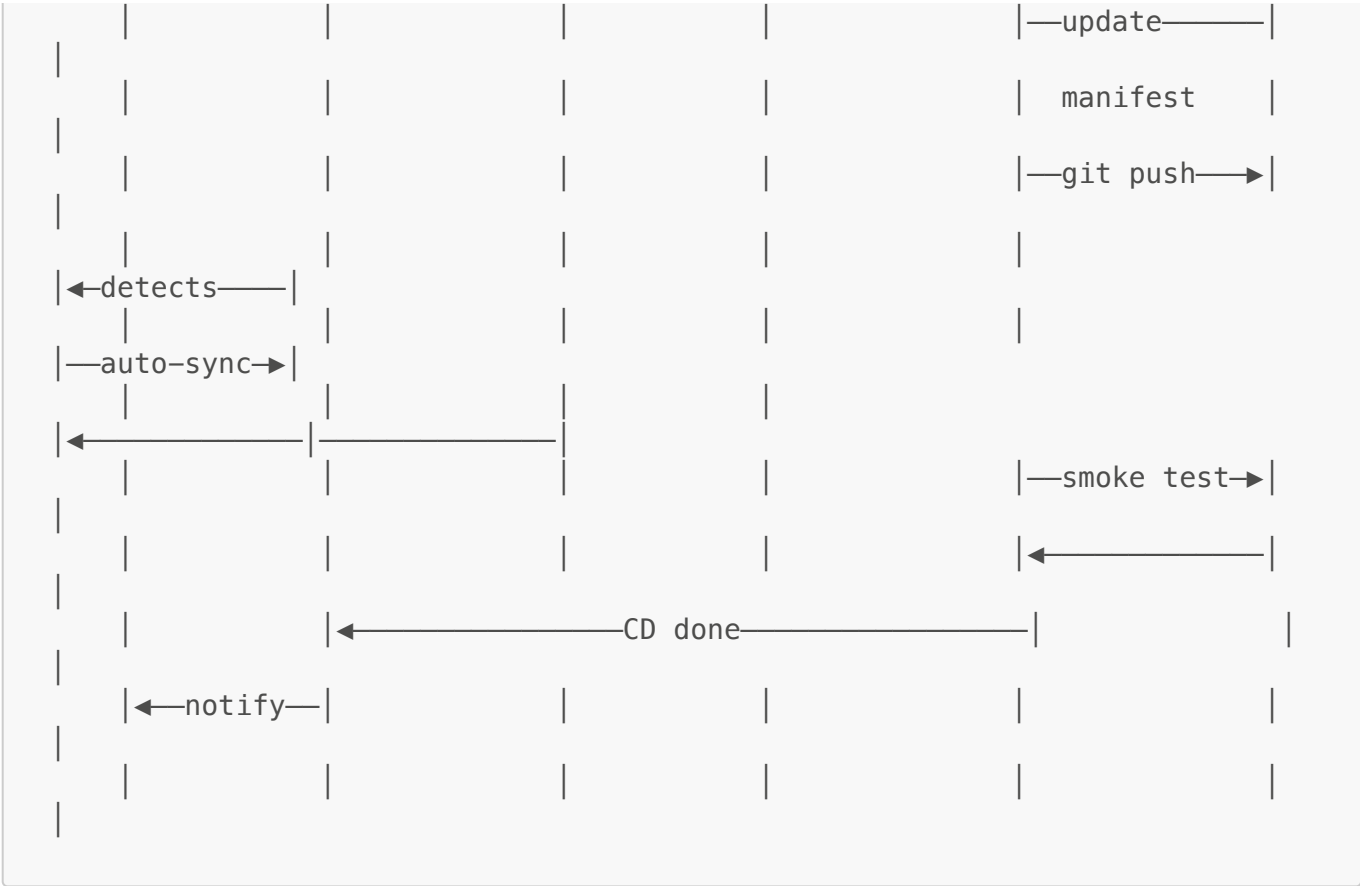 update
manifest
git push
detects
auto-sync
smoke test
CD done
notify